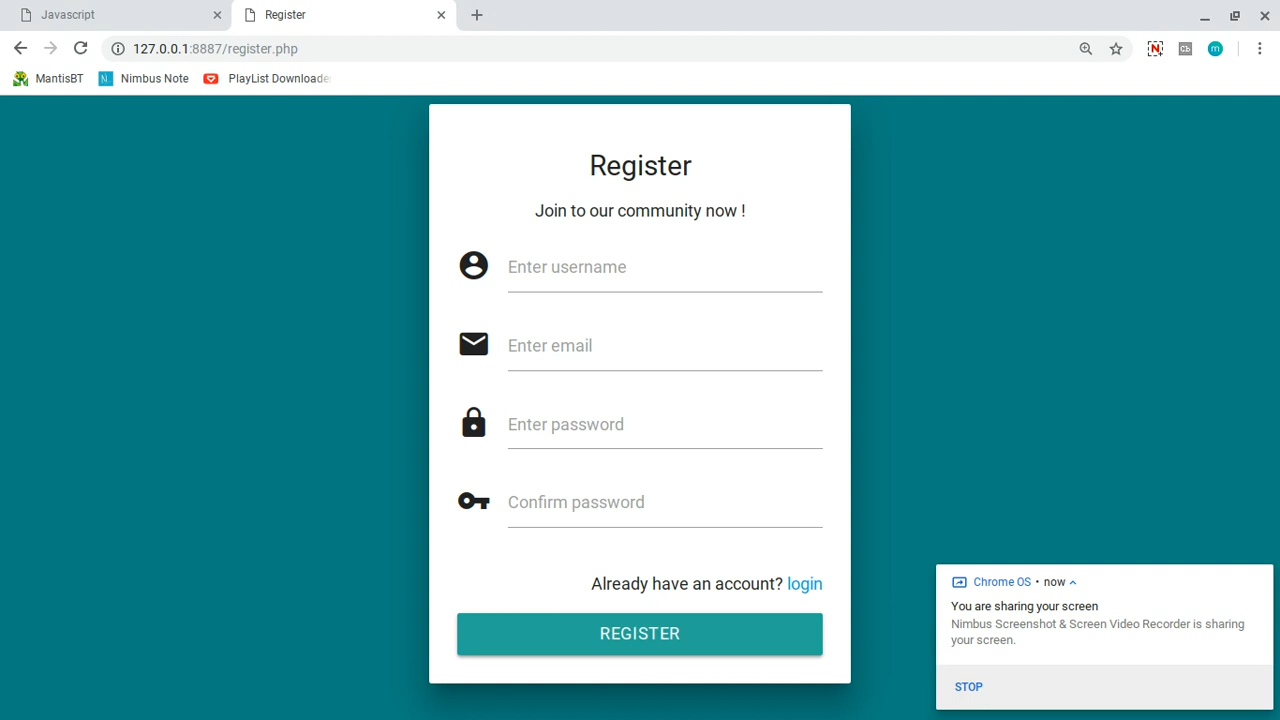 Javascript
Register
127.0.0.1:8887/register.php
MantisBT
Nimbus Note
PlayList Downloade
Register
Join to our community now !
Enter username
Enter email
Enter password
Confirm password
Already have an account? login
REGISTER
Chrome OS • now
You are sharing your screen
Nimbus Screenshot & Screen Video Recorder is sharing
your screen.
STOP